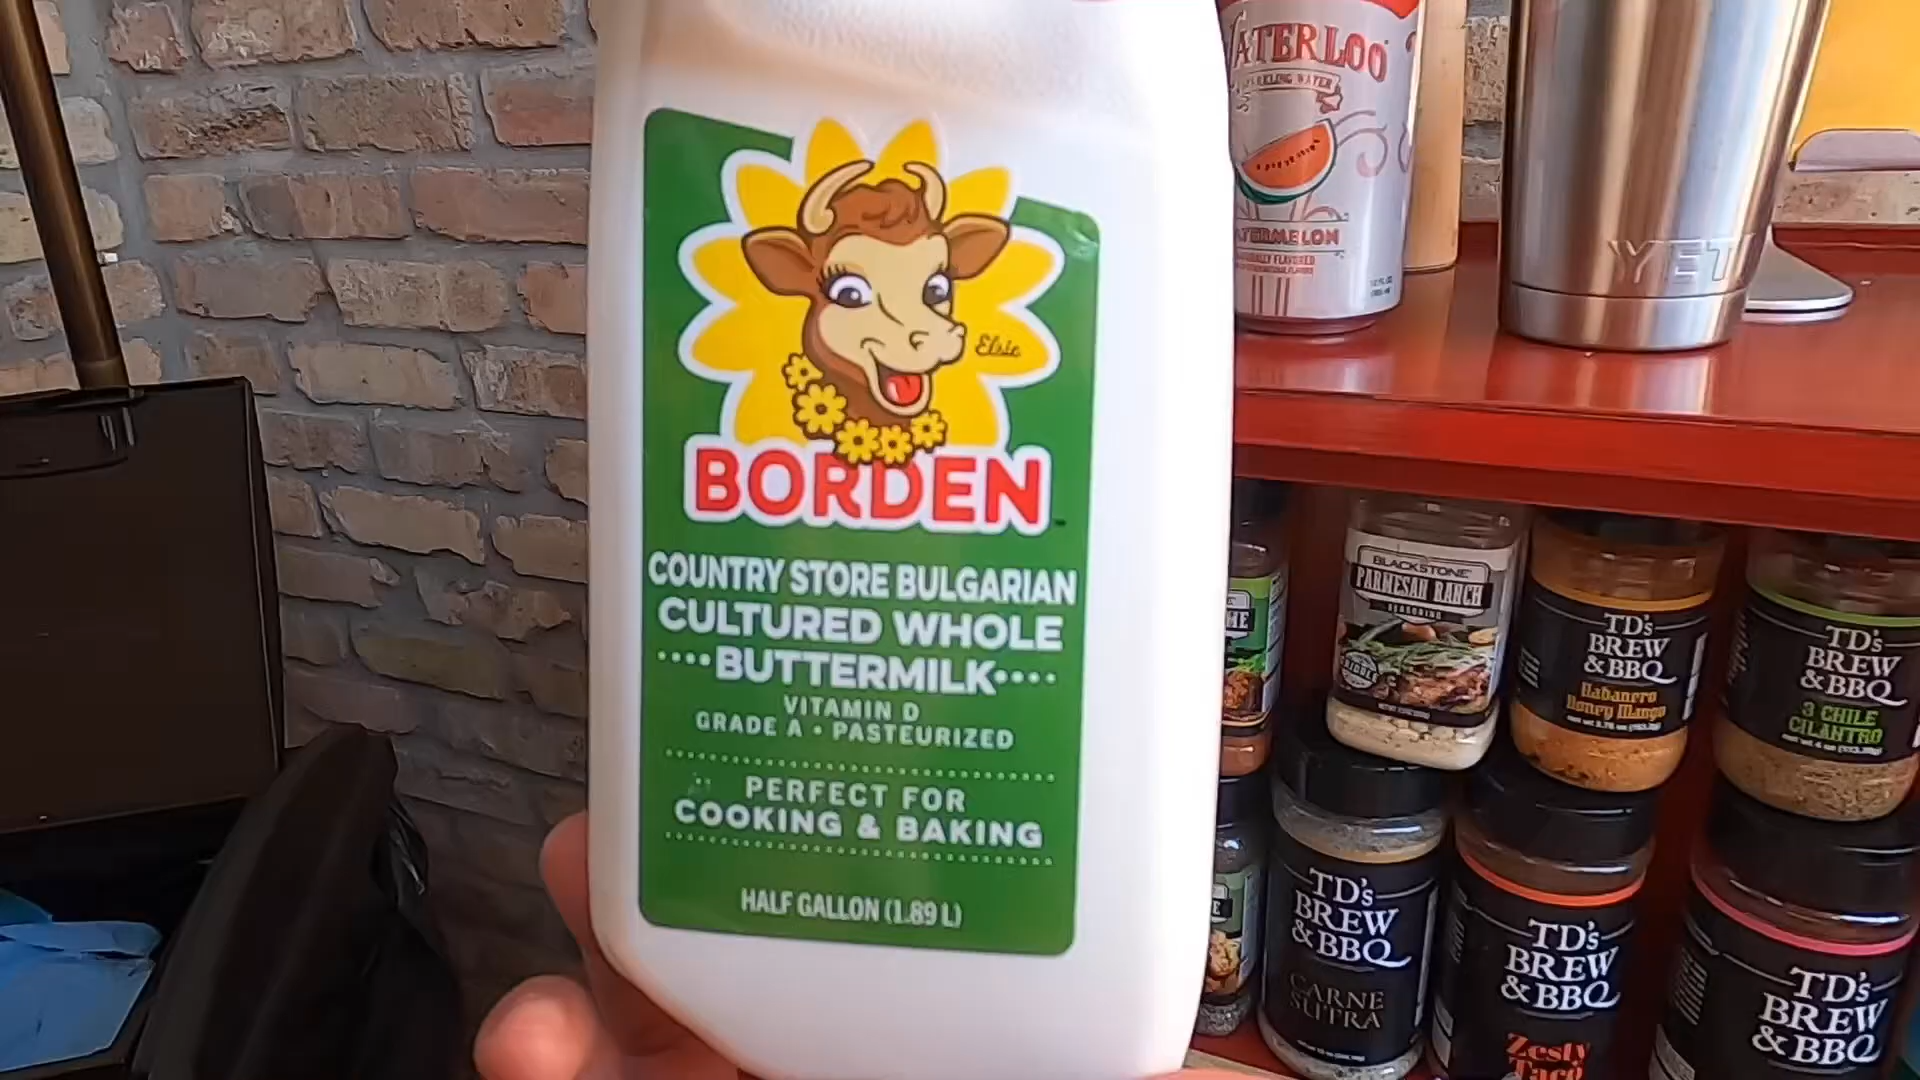 Elsie
BORDEN
COUNTRY STORE BULGARIAN
CULTURED WHOLE
BUTTERMILK
VITAMIN D
GRADE A • PASTEURIZED
PERFECT FOR
COOKING & BAKING
HALF GALLON (1.89 L)
WATERLOO
SPARKLING WATER
WATERMELON
NATURALLY FLAVORED
YETI
BLACKSTONE
PARMESAN RANCH
SEASONING
TD's
BREW
& BBQ
Habanero
Honey Mango
TD's
BREW
& BBQ
3 CHILE
CILANTRO
TD's
BREW
& BBQ
CARNE
SUTRA
TD's
BREW
& BBQ
Zesty
Taco
TD's
BREW
& BBQ